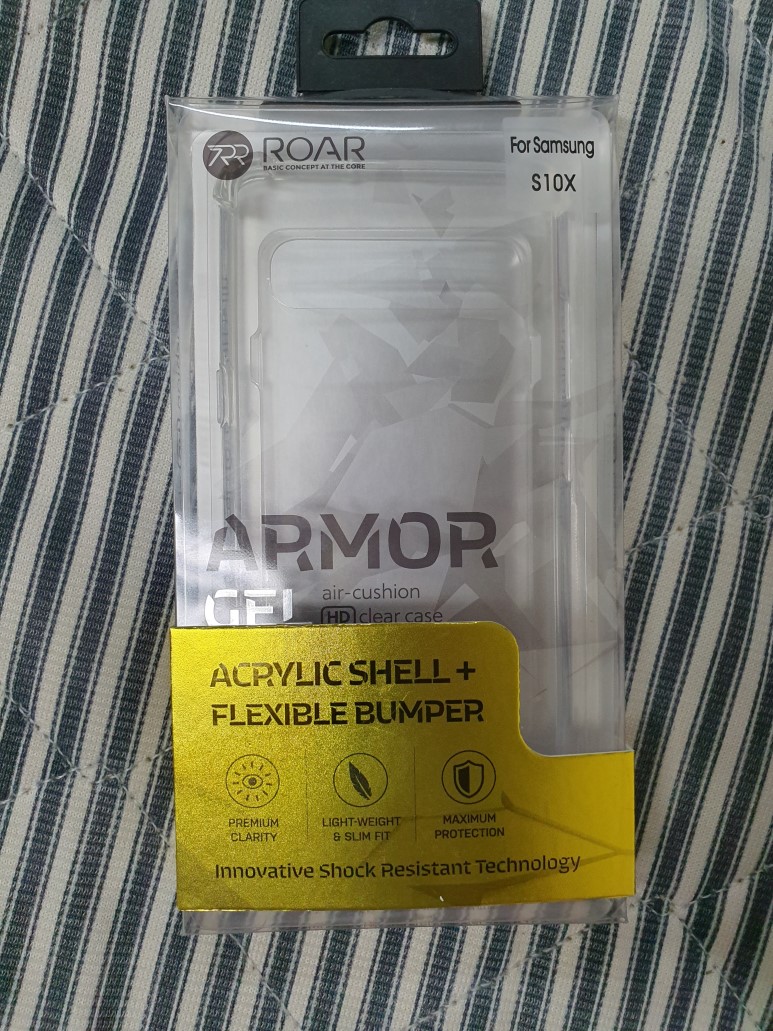 ROAR
BASIC CONCEPT AT THE CORE
For Samsung
S10X
ARMOR
GEL
air-cushion
HD clear case
ACRYLIC SHELL +
FLEXIBLE BUMPER
PREMIUM
CLARITY
LIGHT-WEIGHT
& SLIM FIT
MAXIMUM
PROTECTION
Innovative Shock Resistant Technology